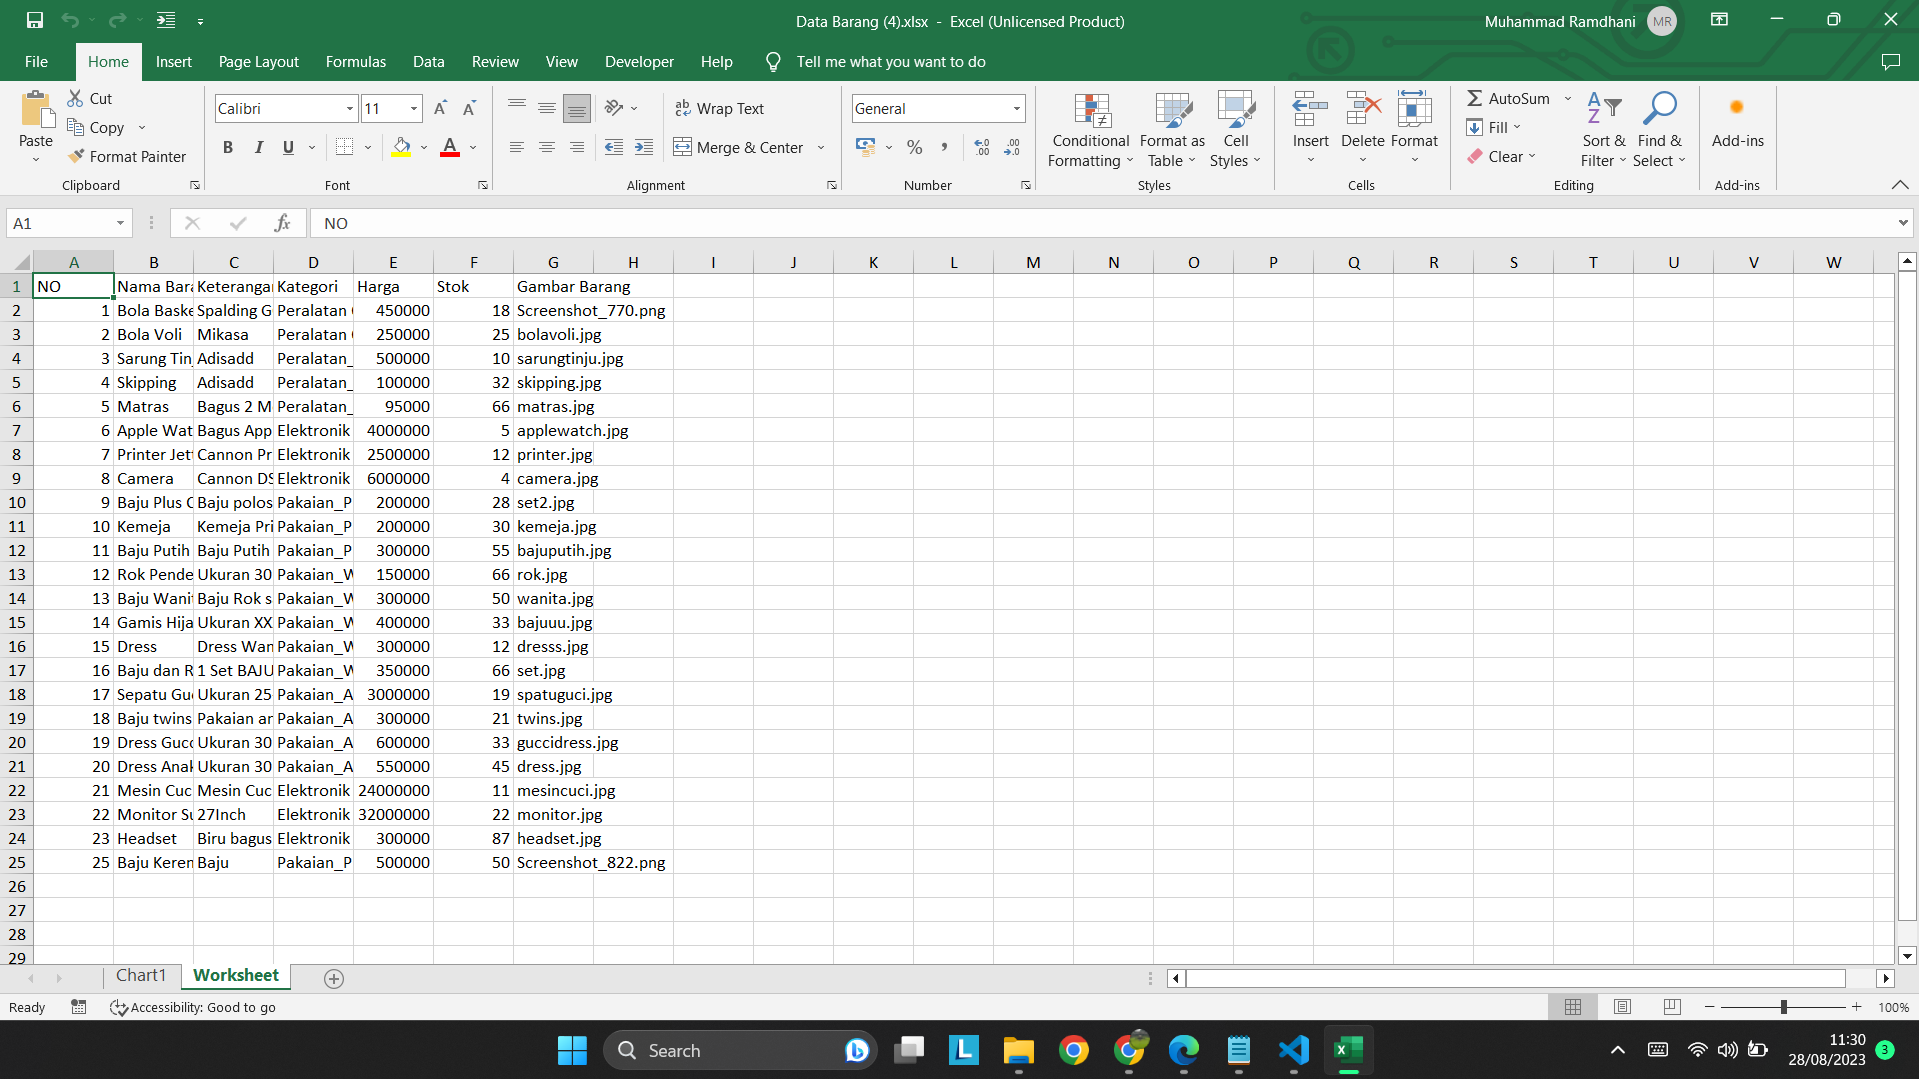 Data Barang (4).xlsx - Excel (Unlicensed Product)
Muhammad Ramdhani MR
File Home Insert Page Layout Formulas Data Review View Developer Help Tell me what you want to do
Paste
Cut
Copy
Format Painter
Clipboard
Calibri 11
B I U
Font
Wrap Text
Merge & Center
Alignment
General
Number
Conditional Formatting
Format as Table
Cell Styles
Styles
Insert Delete Format
Cells
AutoSum
Fill
Clear
Sort & Filter
Find & Select
Editing
Add-ins
Add-ins
A1 fx NO
A B C D E F G H I J K L M N O P Q R S T U V W
1 NO Nama Bara Keterangan Kategori Harga Stok Gambar Barang
2 1 Bola Baske Spalding G Peralatan 450000 18 Screenshot_770.png
3 2 Bola Voli Mikasa Peralatan 250000 25 bolavoli.jpg
4 3 Sarung Tin Adisadd Peralatan_ 500000 10 sarungtinju.jpg
5 4 Skipping Adisadd Peralatan_ 100000 32 skipping.jpg
6 5 Matras Bagus 2 M Peralatan_ 95000 66 matras.jpg
7 6 Apple Wat Bagus App Elektronik 4000000 5 applewatch.jpg
8 7 Printer Jet Cannon Pr Elektronik 2500000 12 printer.jpg
9 8 Camera Cannon DS Elektronik 6000000 4 camera.jpg
10 9 Baju Plus Baju polos Pakaian_P 200000 28 set2.jpg
11 10 Kemeja Kemeja Pri Pakaian_P 200000 30 kemeja.jpg
12 11 Baju Putih Baju Putih Pakaian_P 300000 55 bajuputih.jpg
13 12 Rok Pende Ukuran 30 Pakaian_W 150000 66 rok.jpg
14 13 Baju Wani Baju Rok s Pakaian_W 300000 50 wanita.jpg
15 14 Gamis Hija Ukuran XX Pakaian_W 400000 33 bajuuu.jpg
16 15 Dress Dress Wan Pakaian_W 300000 12 dresss.jpg
17 16 Baju dan R 1 Set BAJU Pakaian_W 350000 66 set.jpg
18 17 Sepatu Gu Ukuran 25 Pakaian_A 3000000 19 spatuguci.jpg
19 18 Baju twins Pakaian an Pakaian_A 300000 21 twins.jpg
20 19 Dress Gucc Ukuran 30 Pakaian_A 600000 33 guccidress.jpg
21 20 Dress Anak Ukuran 30 Pakaian_A 550000 45 dress.jpg
22 21 Mesin Cuc Mesin Cuc Elektronik 24000000 11 mesincuci.jpg
23 22 Monitor Su 27Inch Elektronik 32000000 22 monitor.jpg
24 23 Headset Biru bagus Elektronik 300000 87 headset.jpg
25 25 Baju Keren Baju Pakaian_P 500000 50 Screenshot_822.png
26
27
28
29
Chart1 Worksheet
Ready Accessibility: Good to go 100%
Search
11:30
28/08/2023 3